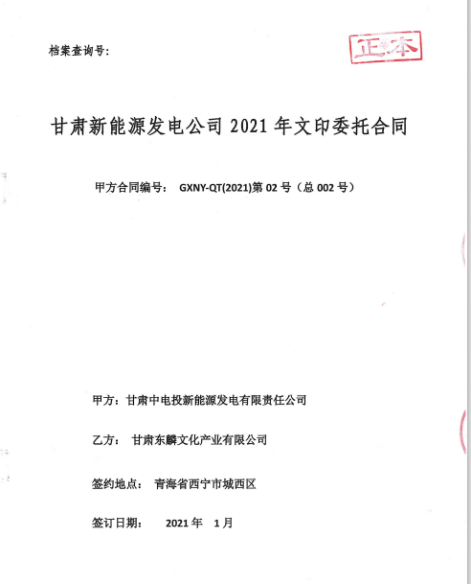 档案查询号:
正本
甘肃新能源发电公司 2021 年文印委托合同
甲方合同编号: GXNY-QT(2021)第 02 号（总 002 号）
甲方: 甘肃中电投新能源发电有限责任公司
乙方: 甘肃东麟文化产业有限公司
签约地点: 青海省西宁市城西区
签订日期: 2021 年 1 月